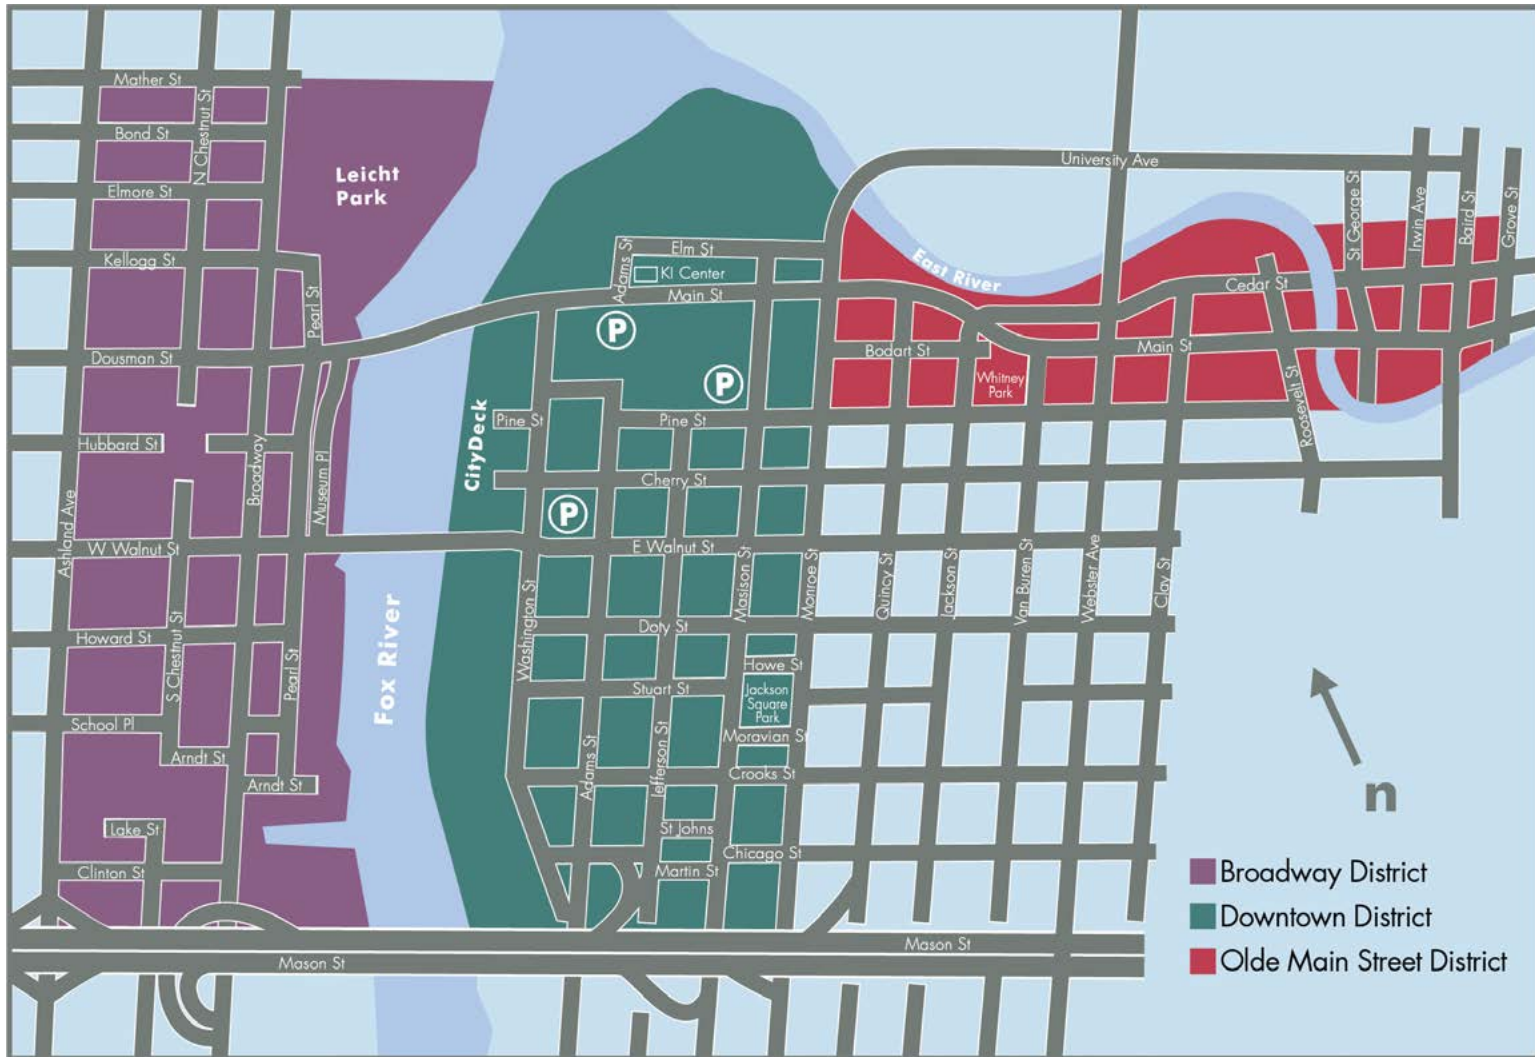 Mather St
N Chestnut St
Bond St
Elmore St
Leicht
Park
University Ave
St George St
Irwin Ave
Baird St
Grove St
Kellogg St
Pearl St
Adams St
Elm St
KI Center
Main St
East River
Cedar St
Dousman St
P
P
Bodart St
Main St
Whitney
Park
Roosevelt St
Hubbard St
Broadway
Museum Pl
CityDeck
Pine St
Pine St
Cherry St
P
Ashland Ave
W Walnut St
E Walnut St
Washington St
Masison St
Monroe St
Quincy St
Jackson St
Van Buren St
Webster Ave
Clay St
Fox River
Howard St
S Chestnut St
Pearl St
Doty St
Howe St
Stuart St
Jackson
Square
Park
School Pl
Arndt St
Arndt St
Moravian St
Adams St
Jefferson St
Crooks St
n
Lake St
St Johns
Chicago St
Clinton St
Martin St
Broadway District
Downtown District
Olde Main Street District
Mason St
Mason St